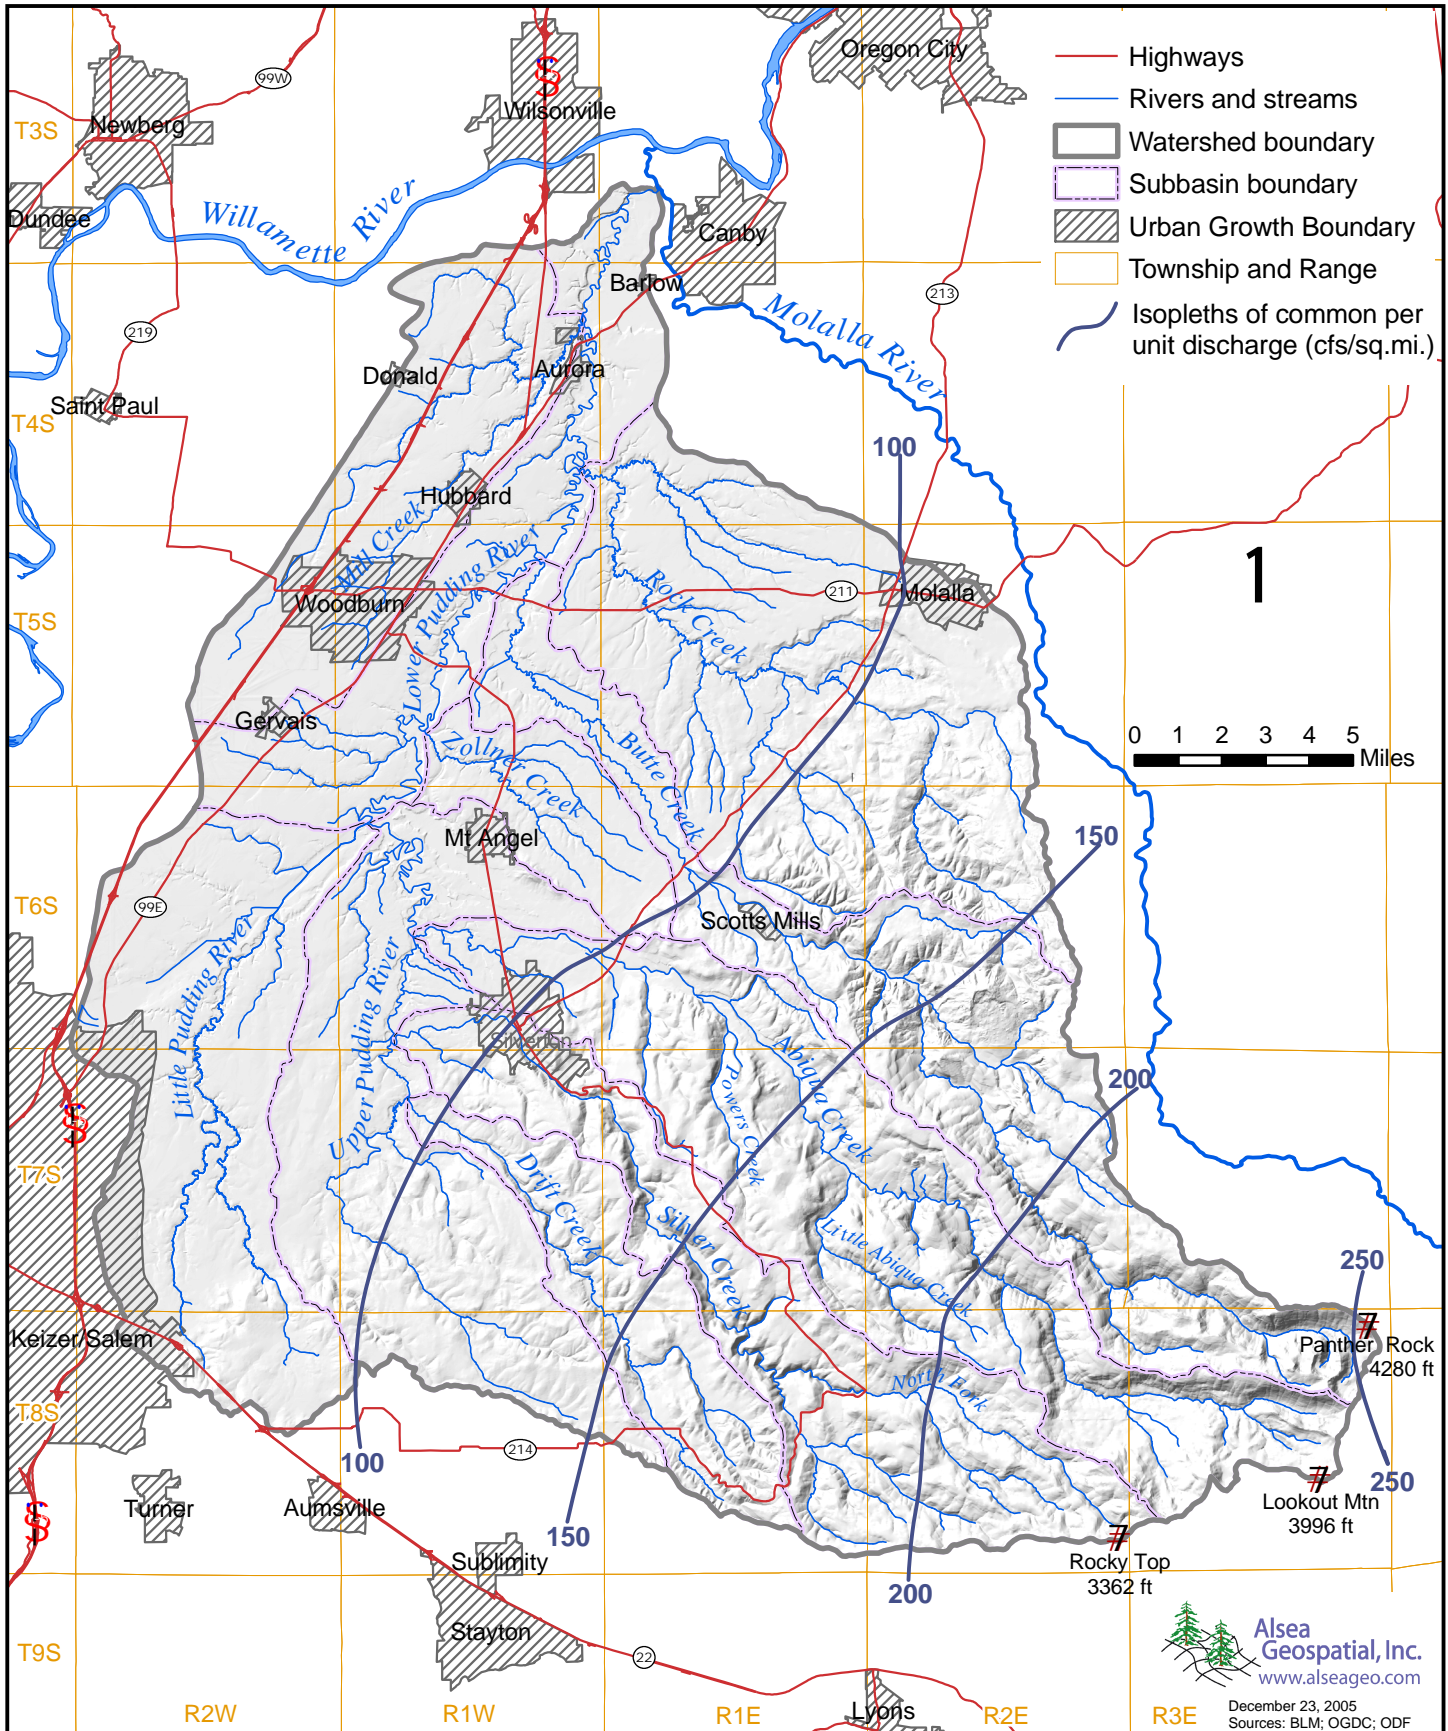 Oregon City
99W
Wilsonville
Newberg
T3S
Highways
Rivers and streams
Watershed boundary
Subbasin boundary
Urban Growth Boundary
Township and Range
Isopleths of common per
unit discharge (cfs/sq.mi.)
Dundee
Willamette River
Canby
Barlow
213
Molalla River
219
Donald
Aurora
Saint Paul
T4S
100
Hubbard
Mill Creek
Lower Pudding River
Rock Creek
1
211
Molalla
Woodburn
T5S
Gervais
Zollner Creek
Butte Creek
0 1 2 3 4 5
Miles
Mt Angel
150
T6S
99E
Scotts Mills
Little Pudding River
Upper Pudding River
Silverton
Abiqua Creek
Powers Creek
200
T7S
Drift Creek
Silver Creek
Little Abiqua Creek
250
Keizer/Salem
Panther Rock
4280 ft
North Fork
T8S
214
100
250
Turner
Aumsville
150
Lookout Mtn
3996 ft
Sublimity
Rocky Top
3362 ft
200
Stayton
22
T9S
Alsea
Geospatial, Inc.
www.alseageo.com
R2W
R1W
R1E
Lyons
R2E
R3E
December 23, 2005
Sources: BLM; OGDC; ODF